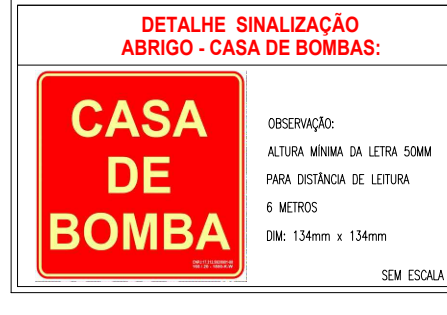 DETALHE SINALIZAÇÃO
ABRIGO - CASA DE BOMBAS:
CASA
DE
BOMBA
OBSERVAÇÃO:
ALTURA MÍNIMA DA LETRA 50MM
PARA DISTÂNCIA DE LEITURA
6 METROS
DIM: 134mm x 134mm
SEM ESCALA